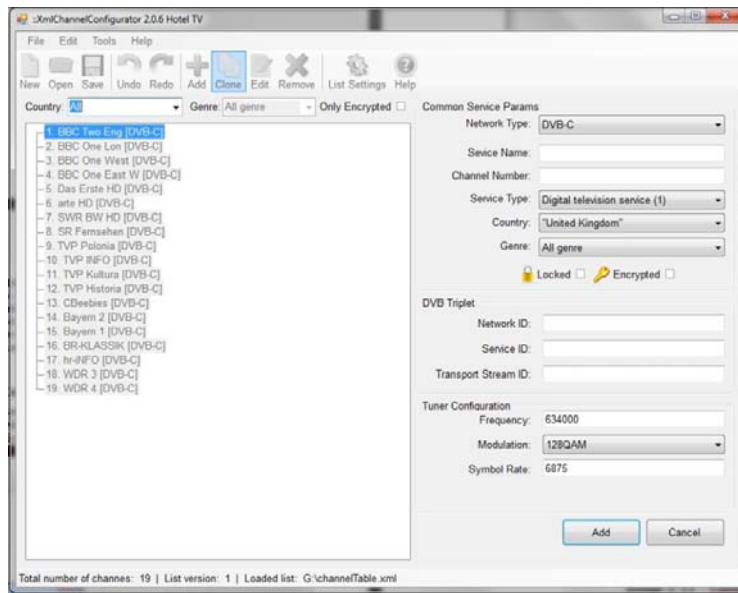 ::XmlChannelConfigurator 2.0.6 Hotel TV
File Edit Tools Help
New Open Save Undo Redo Add Clone Edit Remove List Settings Help
Country: All Genre: All genre Only Encrypted
1. BBC Two Eng [DVB-C]
2. BBC One Lon [DVB-C]
3. BBC One West [DVB-C]
4. BBC One East W [DVB-C]
5. Das Erste HD [DVB-C]
6. arte HD [DVB-C]
7. SWR BW HD [DVB-C]
8. SR Fernsehen [DVB-C]
9. TVP Polonia [DVB-C]
10. TVP INFO [DVB-C]
11. TVP Kultura [DVB-C]
12. TVP Historia [DVB-C]
13. CBeebies [DVB-C]
14. Bayern 2 [DVB-C]
15. Bayern 1 [DVB-C]
16. BR-KLASSIK [DVB-C]
17. hr-iNFO [DVB-C]
18. WDR 3 [DVB-C]
19. WDR 4 [DVB-C]
Common Service Params
Network Type: DVB-C
Sevice Name:
Channel Number:
Service Type: Digital television service (1)
Country: "United Kingdom"
Genre: All genre
Locked Encrypted
DVB Triplet
Network ID:
Service ID:
Transport Stream ID:
Tuner Configuration
Frequency: 634000
Modulation: 128QAM
Symbol Rate: 6875
Add Cancel
Total number of channes: 19 | List version: 1 | Loaded list: G:\channelTable.xml